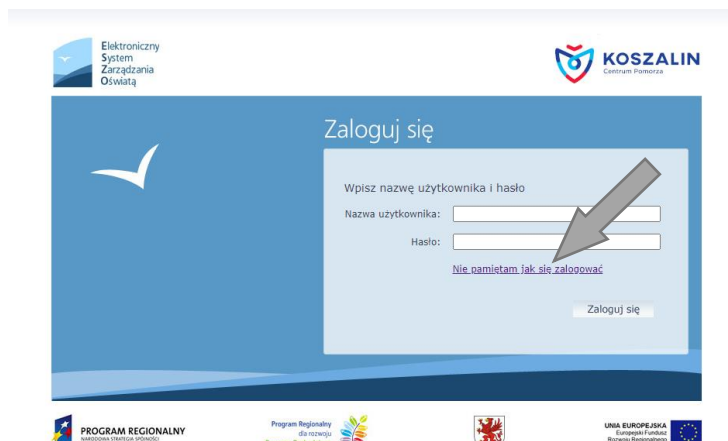 Elektroniczny
System
Zarządzania
Oświatą
KOSZALIN
Centrum Pomorza
Zaloguj się
Wpisz nazwę użytkownika i hasło
Nazwa użytkownika:
Hasło:
Nie pamiętam jak się zalogować
Zaloguj się
PROGRAM REGIONALNY
NARODOWA STRATEGIA SPÓJNOŚCI
Program Regionalny
dla rozwoju
UNIA EUROPEJSKA
Europejski Fundusz
Rozwoju Regionalnego